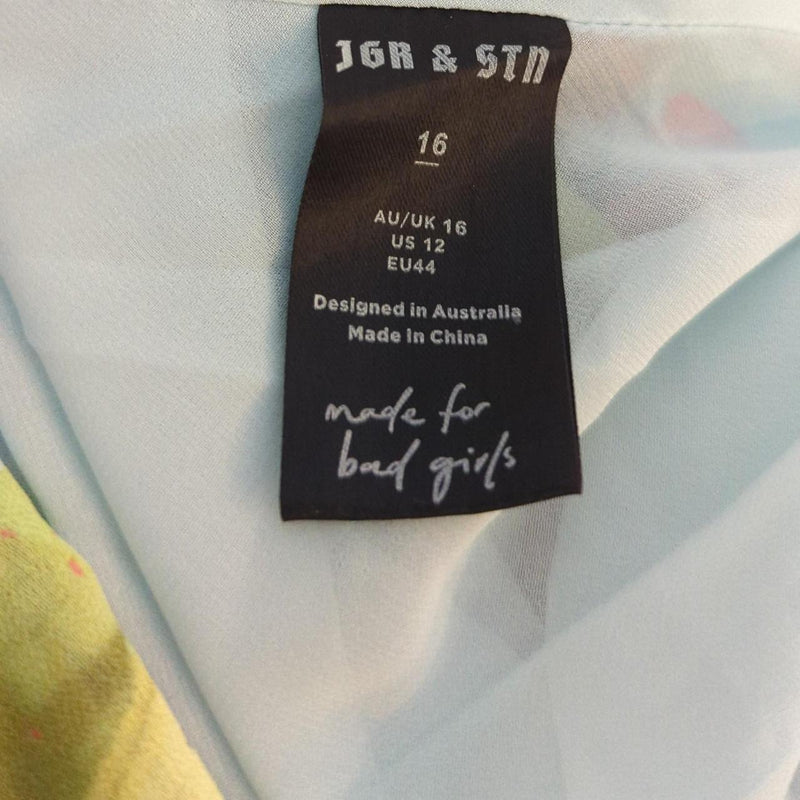 JGR & STN
16
AU/UK 16
US 12
EU44
Designed in Australia
Made in China
made for
bad girls